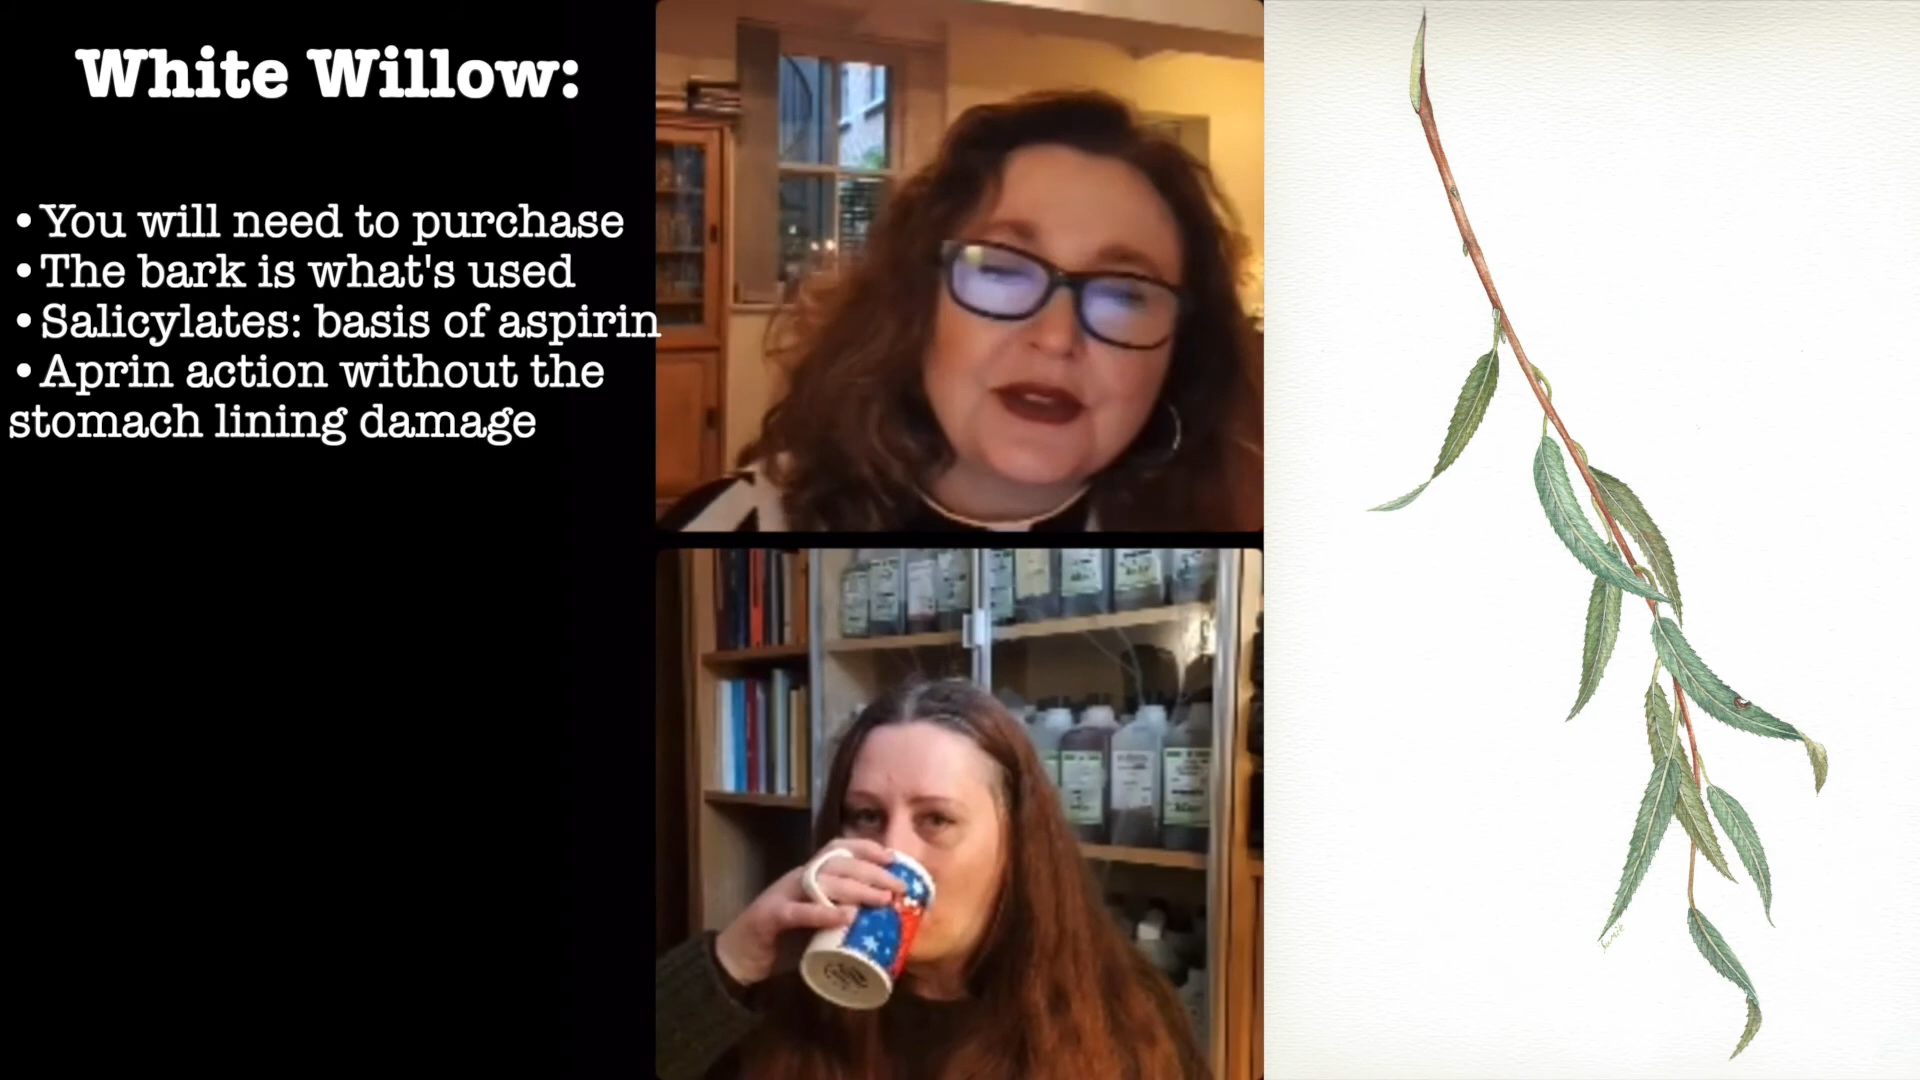 White Willow:
•You will need to purchase
•The bark is what's used
•Salicylates: basis of aspirin
•Aprin action without the
stomach lining damage